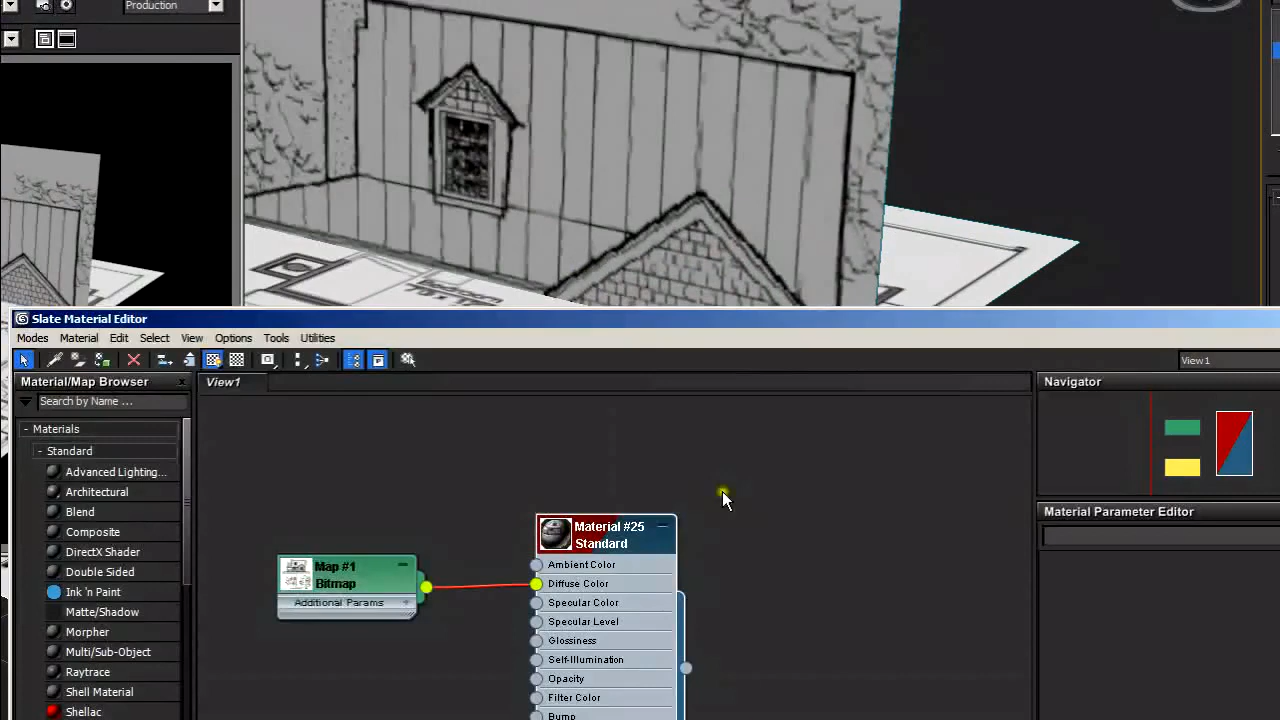 Production
Slate Material Editor
Modes Material Edit Select View Options Tools Utilities
View1
Material/Map Browser
View1
Navigator
Search by Name ...
- Materials
- Standard
Advanced Lighting...
Architectural
Blend
Composite
DirectX Shader
Double Sided
Ink 'n Paint
Matte/Shadow
Morpher
Multi/Sub-Object
Raytrace
Shell Material
Shellac
Map #1
Bitmap
Additional Params +
Material #25
Standard
Ambient Color
Diffuse Color
Specular Color
Specular Level
Glossiness
Self-Illumination
Opacity
Filter Color
Bump
Material Parameter Editor